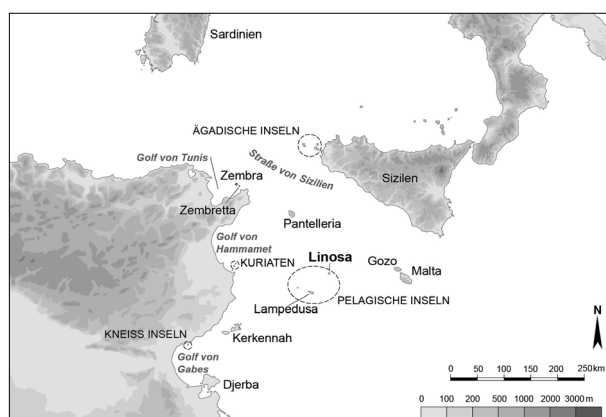 Sardinien
ÄGADISCHE INSELN
Golf von Tunis
Straße von Sizilien
Zembra
Sizilen
Zembretta
Pantelleria
Golf von
Hammamet
Linosa
Gozo
KURIATEN
Malta
Lampedusa
PELAGISCHE INSELN
N
KNEISS INSELN
Kerkennah
Golf von
Gabes
Djerba
0 50 100 150 200 250 km
0 100 200 500 1000 2000 3000 m